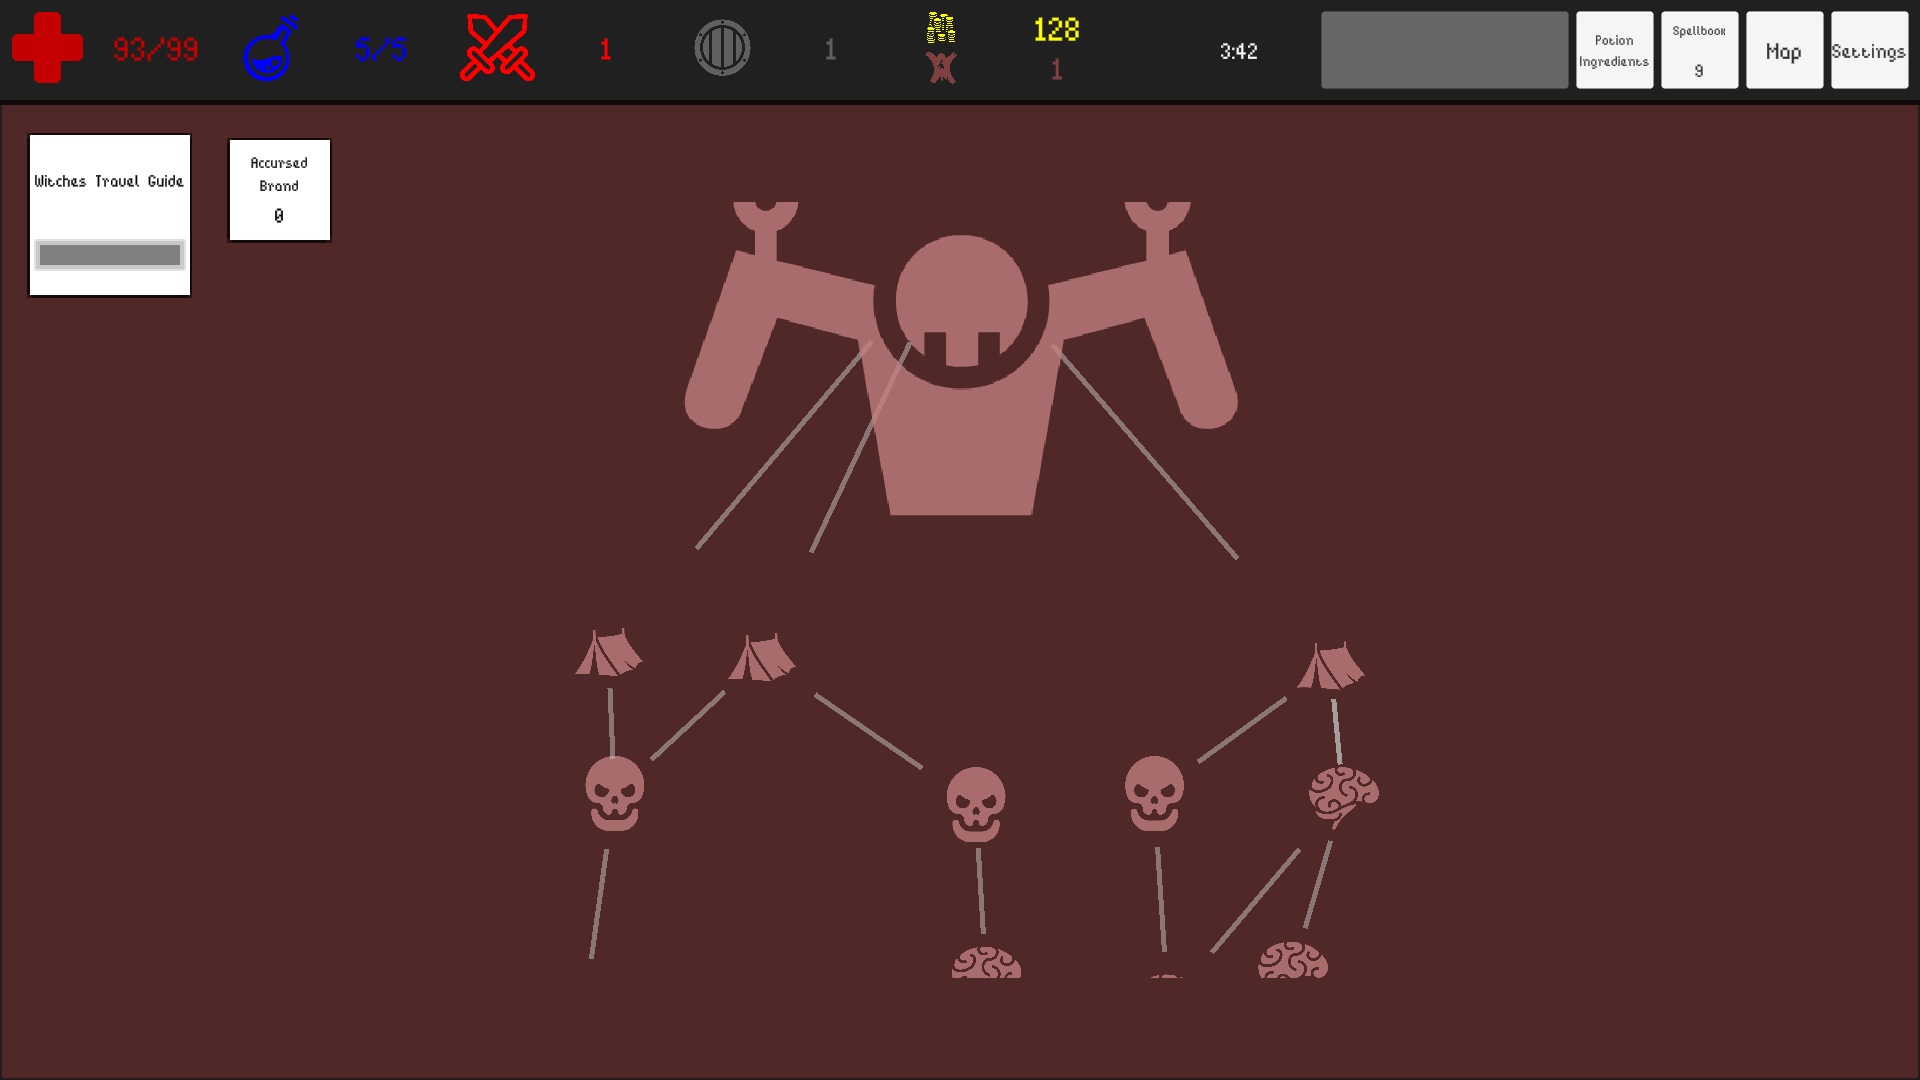 93/99
5/5
1
1
128
1
3:42
Potion
Ingredients
Spellbook
9
Map
Settings
Witches Travel Guide
Accursed
Brand
0